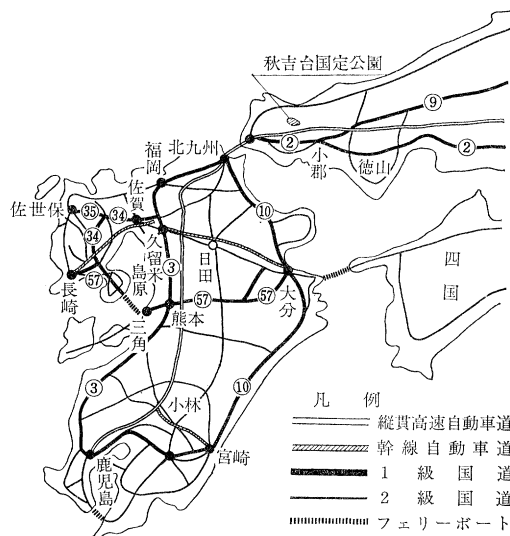 秋吉台国定公園
⑨
②
②
小郡
徳山
北九州
福岡
佐賀
佐世保
㉟
㉞
㉞
⑩
久留米
日田
③
島原
57
57
57
長崎
大分
四国
三角
熊本
③
⑩
小林
宮崎
鹿児島
凡例
縦貫高速自動車道
幹線自動車道
1級国道
2級国道
フェリーボート